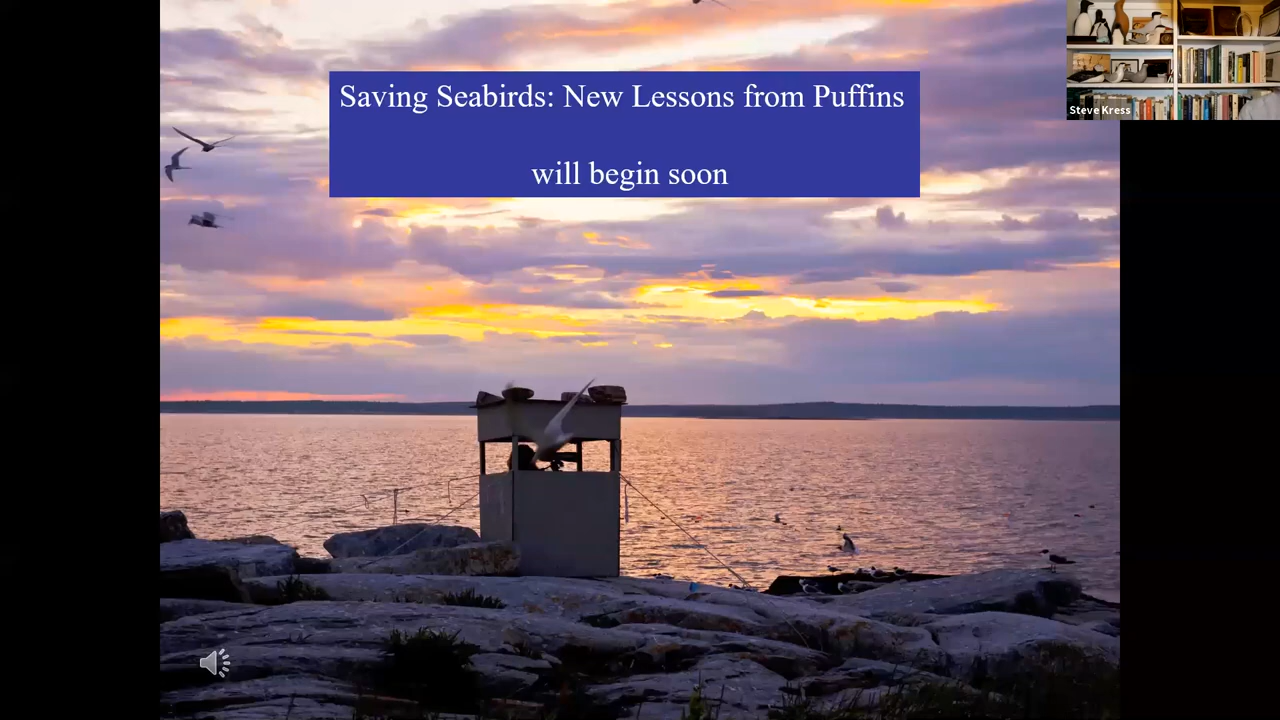 Saving Seabirds: New Lessons from Puffins
will begin soon
Steve Kress